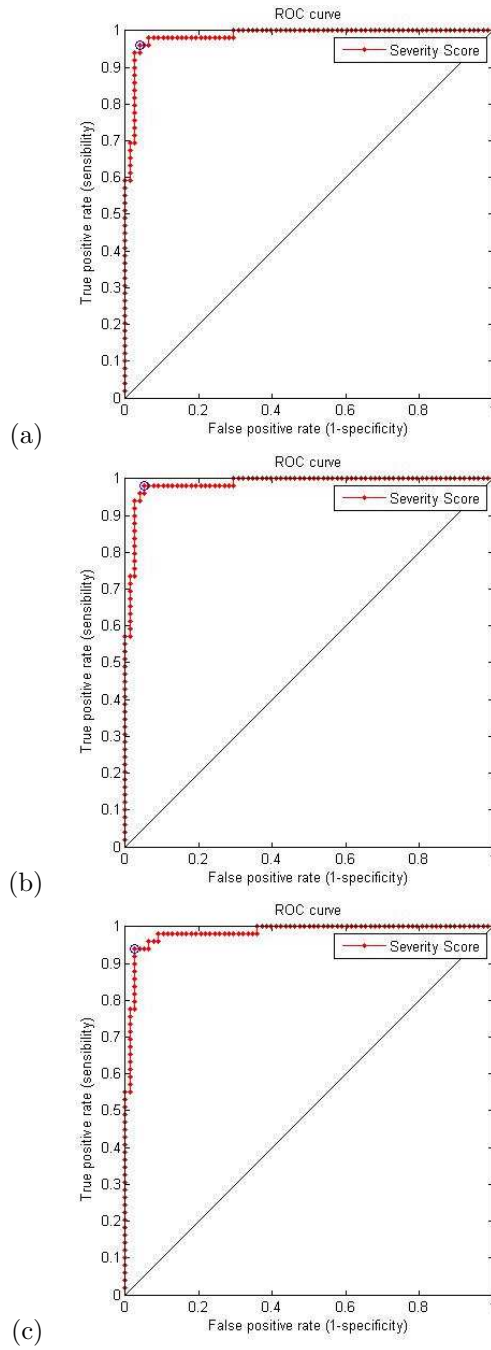 ROC curve
1
Severity Score
0.9
0.8
0.7
0.6
0.5
0.4
0.3
0.2
0.1
0
True positive rate (sensibility)
0 0.2 0.4 0.6 0.8
False positive rate (1-specificity)
(a)
ROC curve
1
Severity Score
0.9
0.8
0.7
0.6
0.5
0.4
0.3
0.2
0.1
0
True positive rate (sensibility)
0 0.2 0.4 0.6 0.8
False positive rate (1-specificity)
(b)
ROC curve
1
Severity Score
0.9
0.8
0.7
0.6
0.5
0.4
0.3
0.2
0.1
0
True positive rate (sensibility)
0 0.2 0.4 0.6 0.8
False positive rate (1-specificity)
(c)